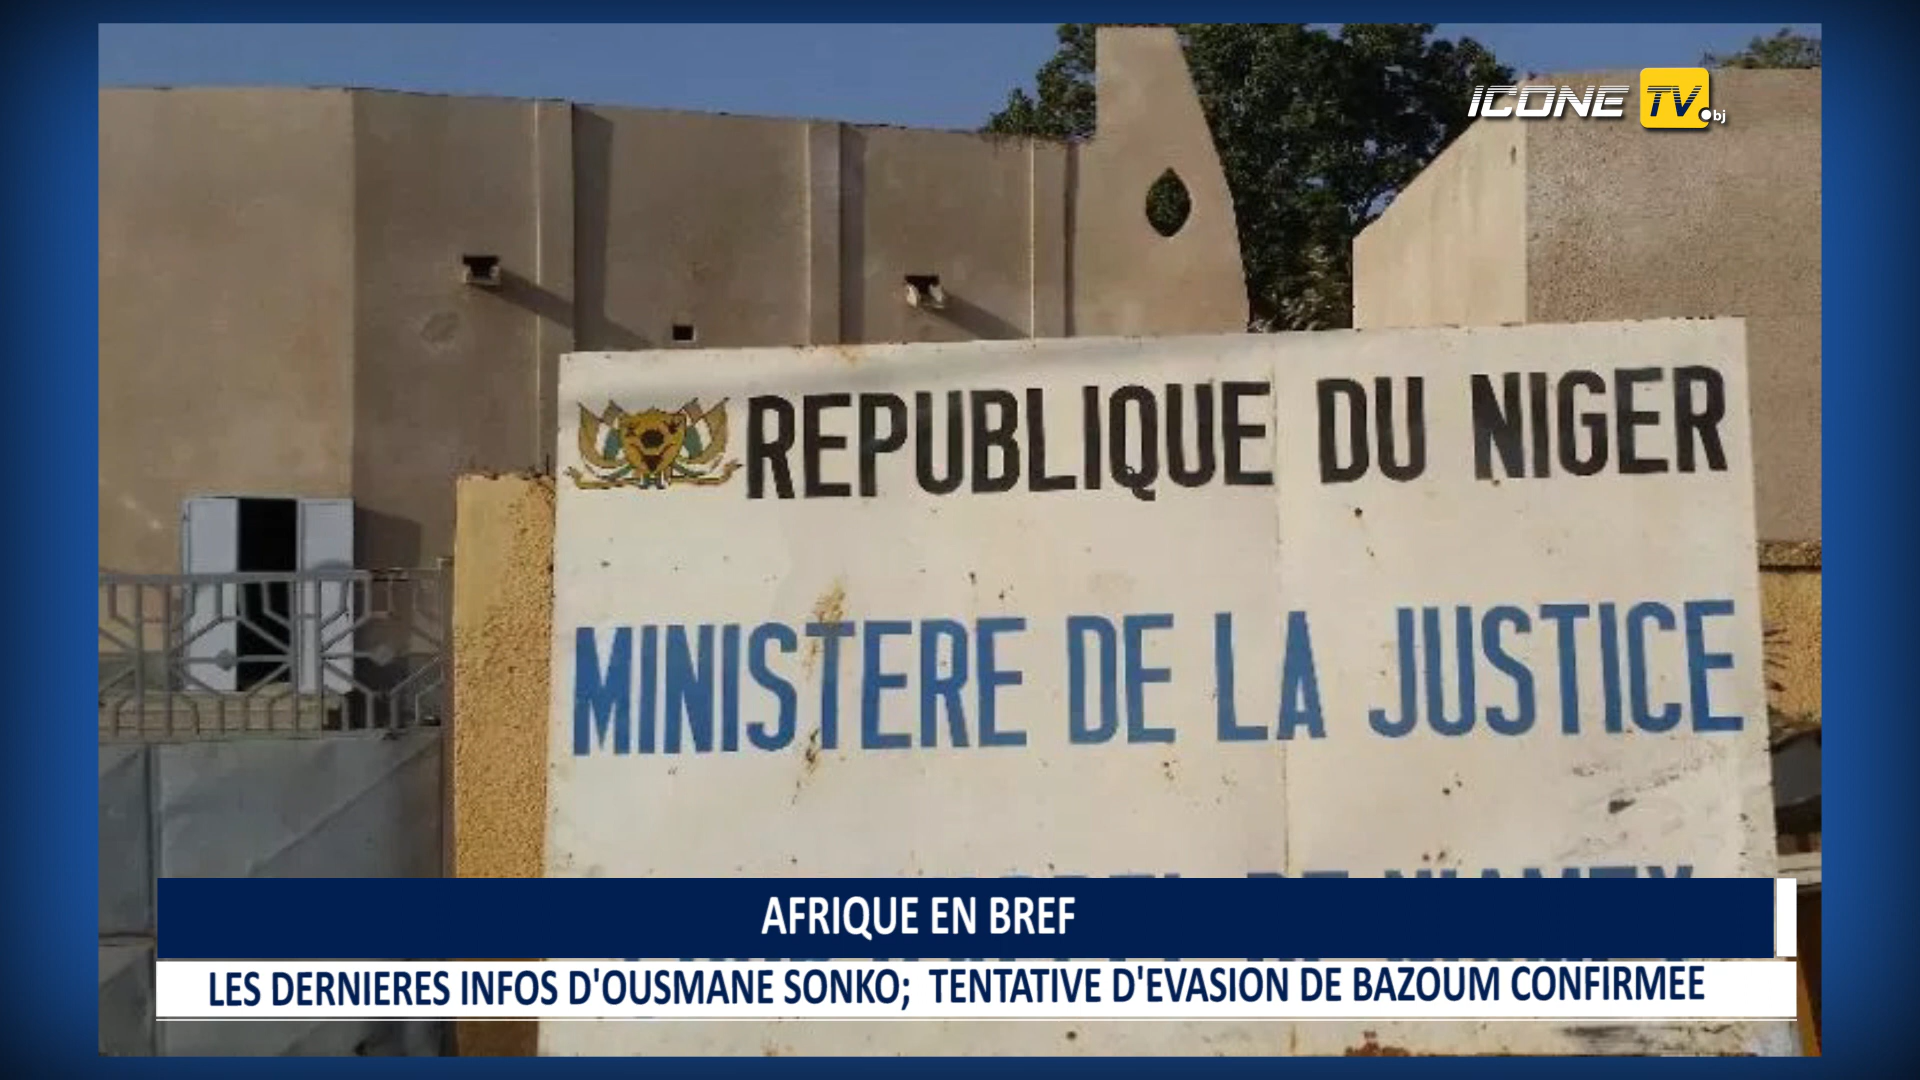 ICONE TV.bj
REPUBLIQUE DU NIGER
MINISTERE DE LA JUSTICE
AFRIQUE EN BREF
LES DERNIERES INFOS D'OUSMANE SONKO; TENTATIVE D'EVASION DE BAZOUM CONFIRMEE